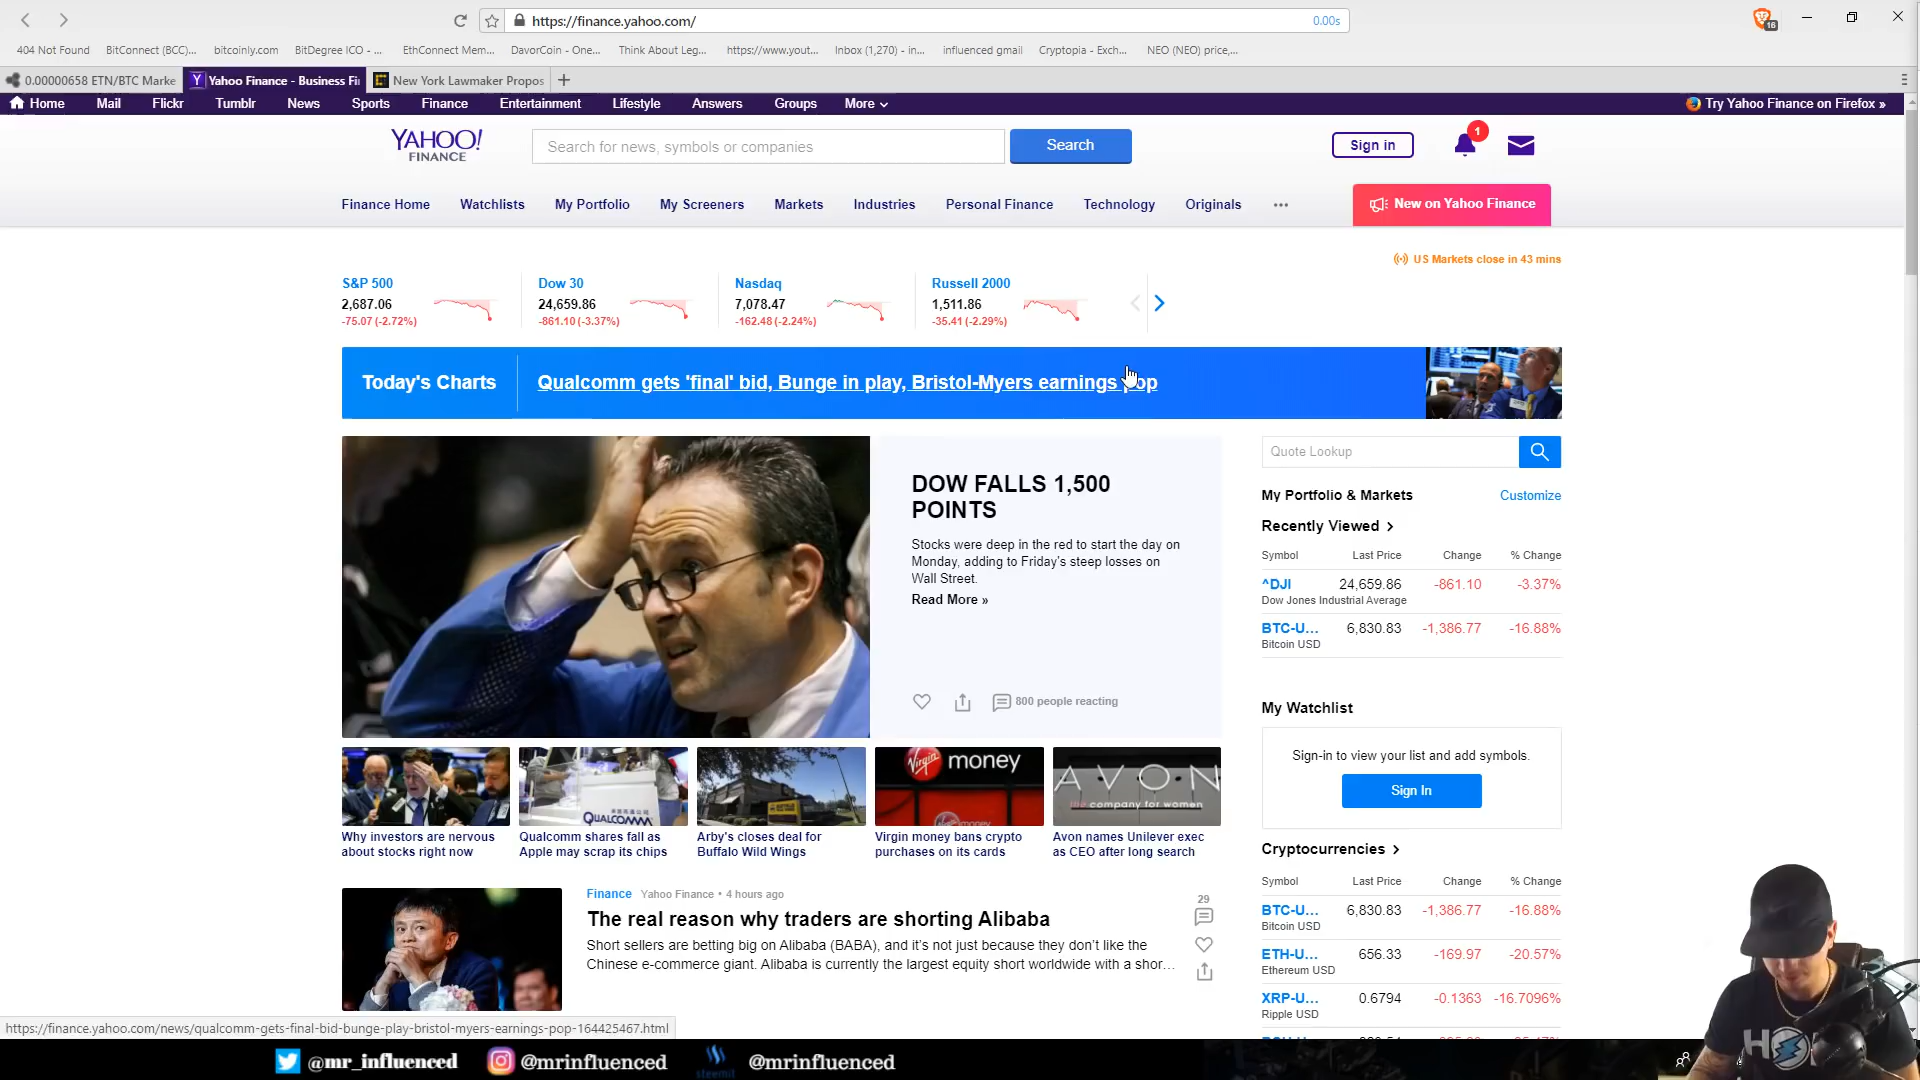 https://finance.yahoo.com/
0.00s
16
404 Not Found
BitConnect (BCC)...
bitcoinly.com
BitDegree ICO - ...
EthConnect Mem...
DavorCoin - One...
Think About Leg...
https://www.yout...
Inbox (1,270) - in...
influenced gmail
Cryptopia - Exch...
NEO (NEO) price,...
0.00000658 ETN/BTC Marke
Yahoo Finance - Business Fi
New York Lawmaker Propos
Home Mail Flickr Tumblr News Sports Finance Entertainment Lifestyle Answers Groups More
Try Yahoo Finance on Firefox »
YAHOO!
FINANCE
Search for news, symbols or companies
Search
Sign in
1
Finance Home Watchlists My Portfolio My Screeners Markets Industries Personal Finance Technology Originals ...
New on Yahoo Finance
US Markets close in 43 mins
S&P 500
2,687.06
-75.07 (-2.72%)
Dow 30
24,659.86
-861.10 (-3.37%)
Nasdaq
7,078.47
-162.48 (-2.24%)
Russell 2000
1,511.86
-35.41 (-2.29%)
Today's Charts
Qualcomm gets 'final' bid, Bunge in play, Bristol-Myers earnings pop
DOW FALLS 1,500
POINTS
Stocks were deep in the red to start the day on
Monday, adding to Friday's steep losses on
Wall Street.
Read More »
800 people reacting
Quote Lookup
My Portfolio & Markets
Customize
Recently Viewed
Symbol Last Price Change % Change
^DJI 24,659.86 -861.10 -3.37%
Dow Jones Industrial Average
BTC-U... 6,830.83 -1,386.77 -16.88%
Bitcoin USD
My Watchlist
Sign-in to view your list and add symbols.
Sign In
QUALCOMM
Virgin money
AVON
the company for women
Why investors are nervous
about stocks right now
Qualcomm shares fall as
Apple may scrap its chips
Arby's closes deal for
Buffalo Wild Wings
Virgin money bans crypto
purchases on its cards
Avon names Unilever exec
as CEO after long search
Finance Yahoo Finance • 4 hours ago
The real reason why traders are shorting Alibaba
Short sellers are betting big on Alibaba (BABA), and it's not just because they don't like the
Chinese e-commerce giant. Alibaba is currently the largest equity short worldwide with a shor...
29
Cryptocurrencies
Symbol Last Price Change % Change
BTC-U... 6,830.83 -1,386.77 -16.88%
Bitcoin USD
ETH-U... 656.33 -169.97 -20.57%
Ethereum USD
XRP-U... 0.6794 -0.1363 -16.7096%
Ripple USD
https://finance.yahoo.com/news/qualcomm-gets-final-bid-bunge-play-bristol-myers-earnings-pop-164425467.html
@mr_influenced
@mrinfluenced
steemit
@mrinfluenced